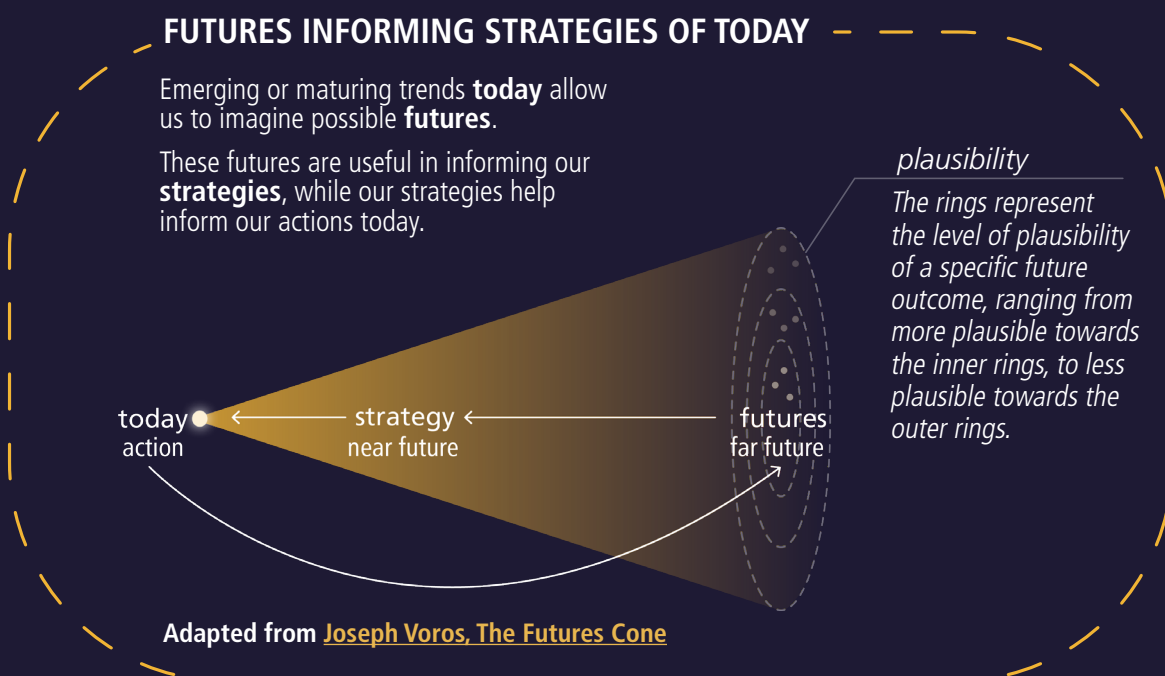 FUTURES INFORMING STRATEGIES OF TODAY
Emerging or maturing trends today allow
us to imagine possible futures.
These futures are useful in informing our
strategies, while our strategies help
inform our actions today.
plausibility
The rings represent
the level of plausibility
of a specific future
outcome, ranging from
more plausible towards
the inner rings, to less
plausible towards the
outer rings.
today
action
strategy
near future
futures
far future
Adapted from Joseph Voros, The Futures Cone